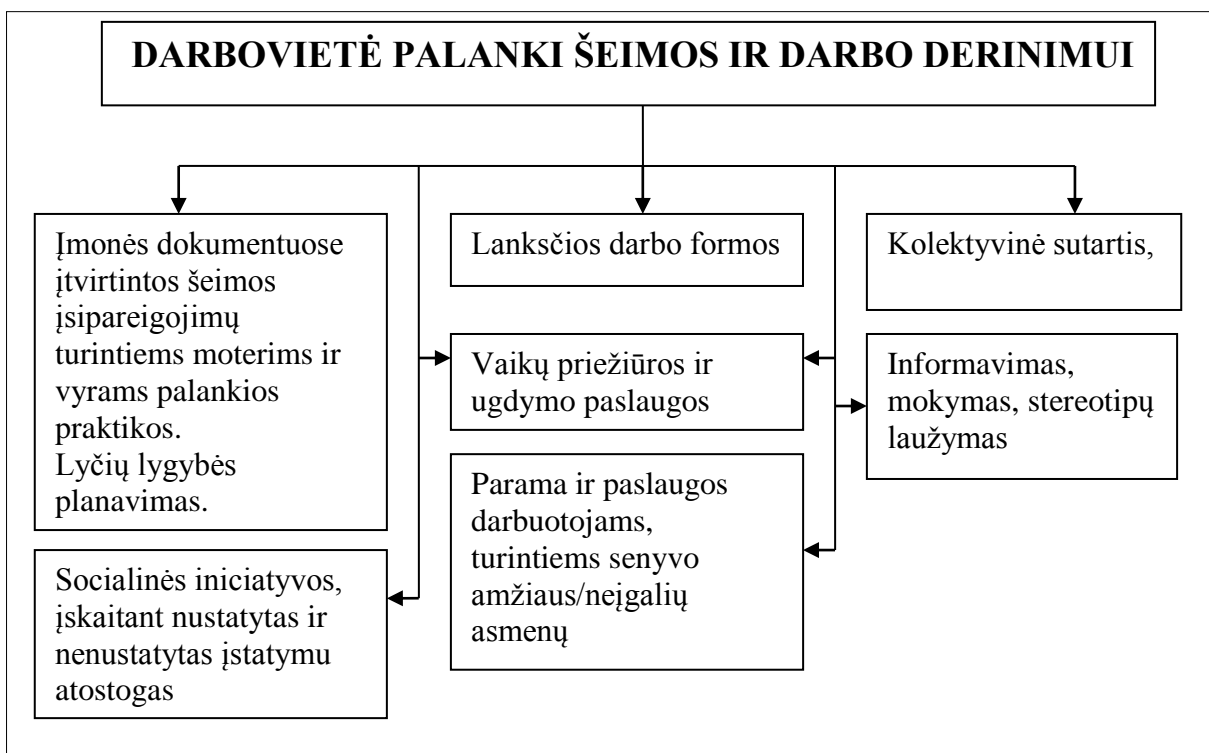 DARBOVIETĖ PALANKI ŠEIMOS IR DARBO DERINIMUI
Įmonės dokumentuose
įtvirtintos šeimos
įsipareigojimų
turintiems moterims ir
vyrams palankios
praktikos.
Lyčių lygybės
planavimas.
Lanksčios darbo formos
Kolektyvinė sutartis,
Vaikų priežiūros ir
ugdymo paslaugos
Informavimas,
mokymas, stereotipų
laužymas
Parama ir paslaugos
darbuotojams,
turintiems senyvo
amžiaus/neįgalių
asmenų
Socialinės iniciatyvos,
įskaitant nustatytas ir
nenustatytas įstatymu
atostogas